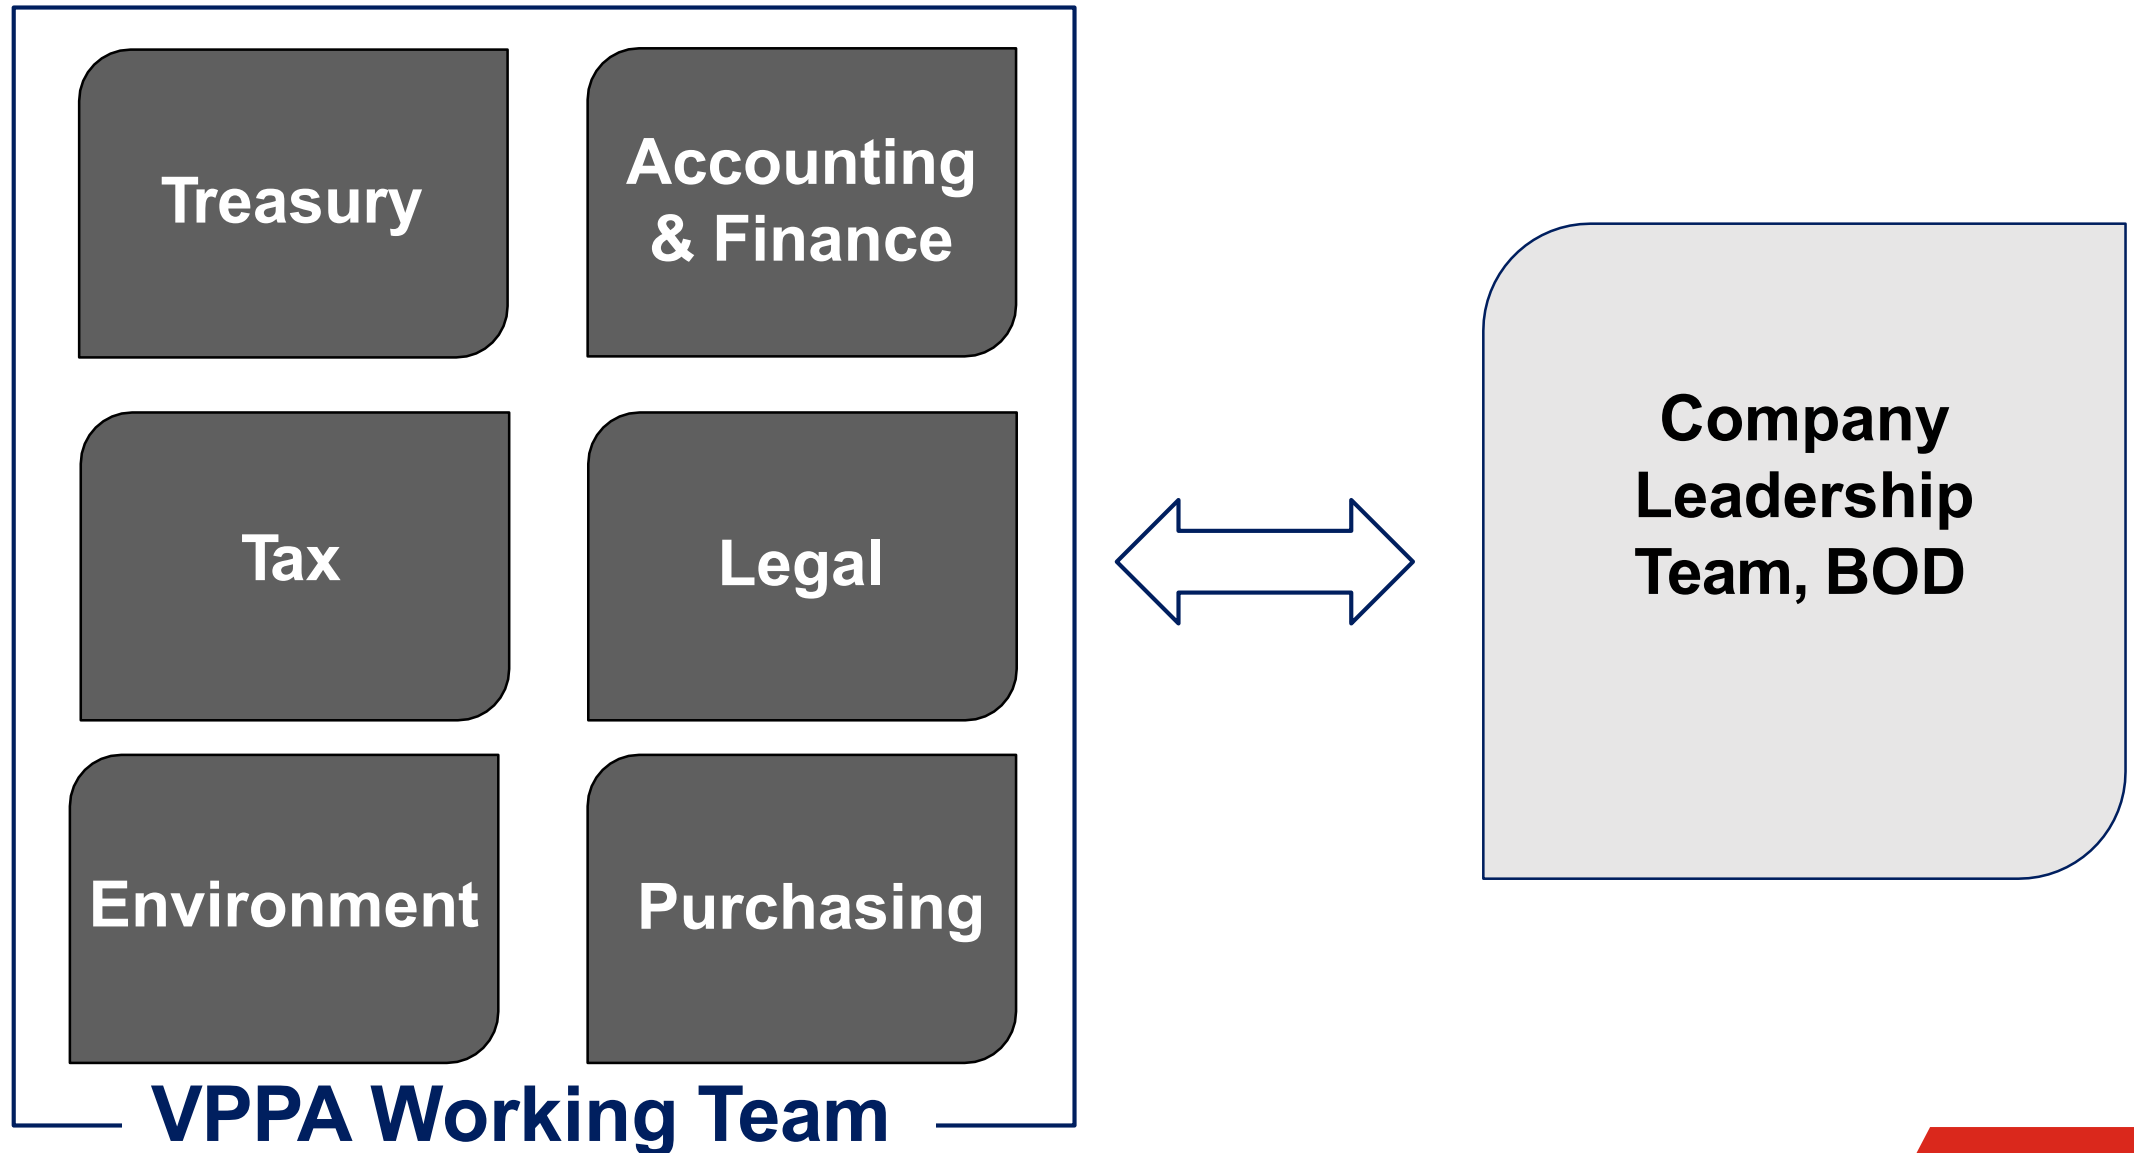 Treasury
Accounting
& Finance
Tax
Legal
Environment
Purchasing
VPPA Working Team
Company
Leadership
Team, BOD